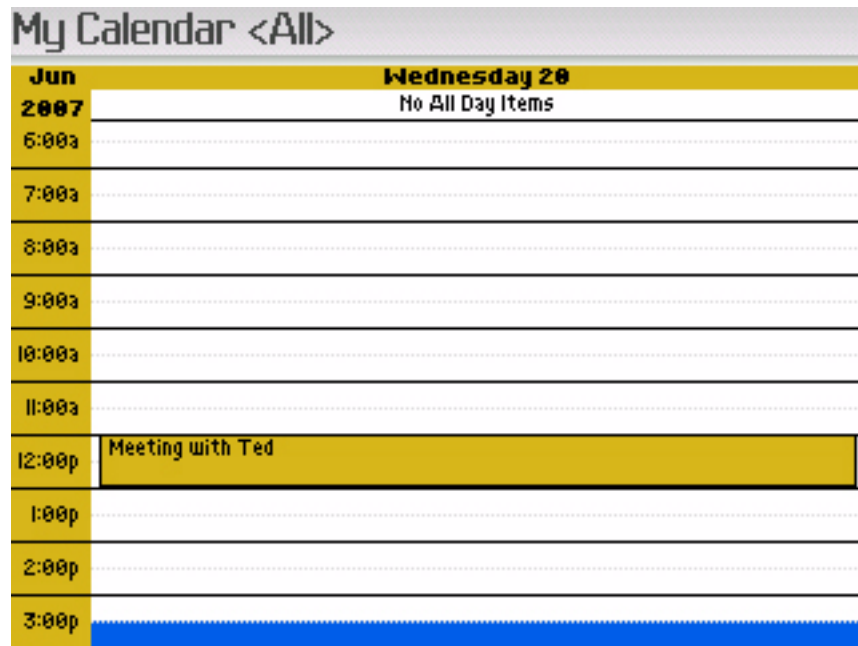 My Calendar <All>
Jun
Wednesday 20
2007
No All Day Items
6:00a
7:00a
8:00a
9:00a
10:00a
11:00a
12:00p
Meeting with Ted
1:00p
2:00p
3:00p